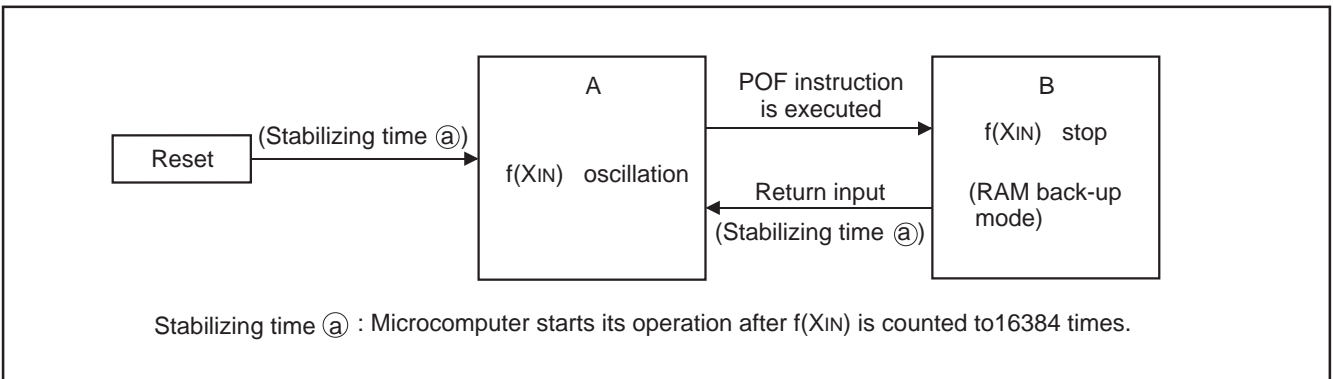 Reset
(Stabilizing time ⓐ)
A
f(XIN) oscillation
POF instruction
is executed
Return input
(Stabilizing time ⓐ)
B
f(XIN) stop
(RAM back-up
mode)
Stabilizing time ⓐ : Microcomputer starts its operation after f(XIN) is counted to16384 times.